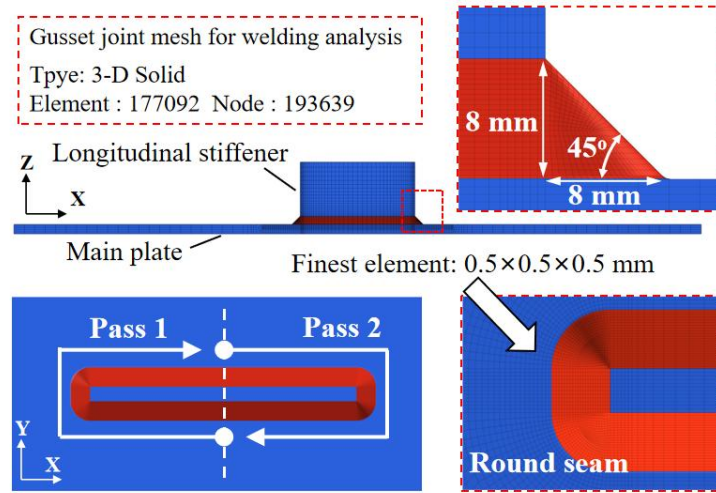 Gusset joint mesh for welding analysis
Tpye: 3-D Solid
Element : 177092  Node : 193639
8 mm
45o
8 mm
Longitudinal stiffener
Z
X
Main plate
Finest element: 0.5×0.5×0.5 mm
Pass 1
Pass 2
Y
X
Round seam